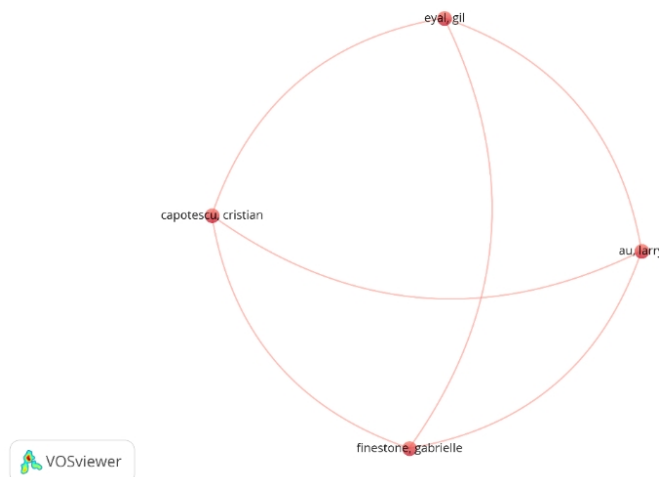 eyal, gil
capotescu, cristian
au, larry
finestone, gabrielle
VOSviewer